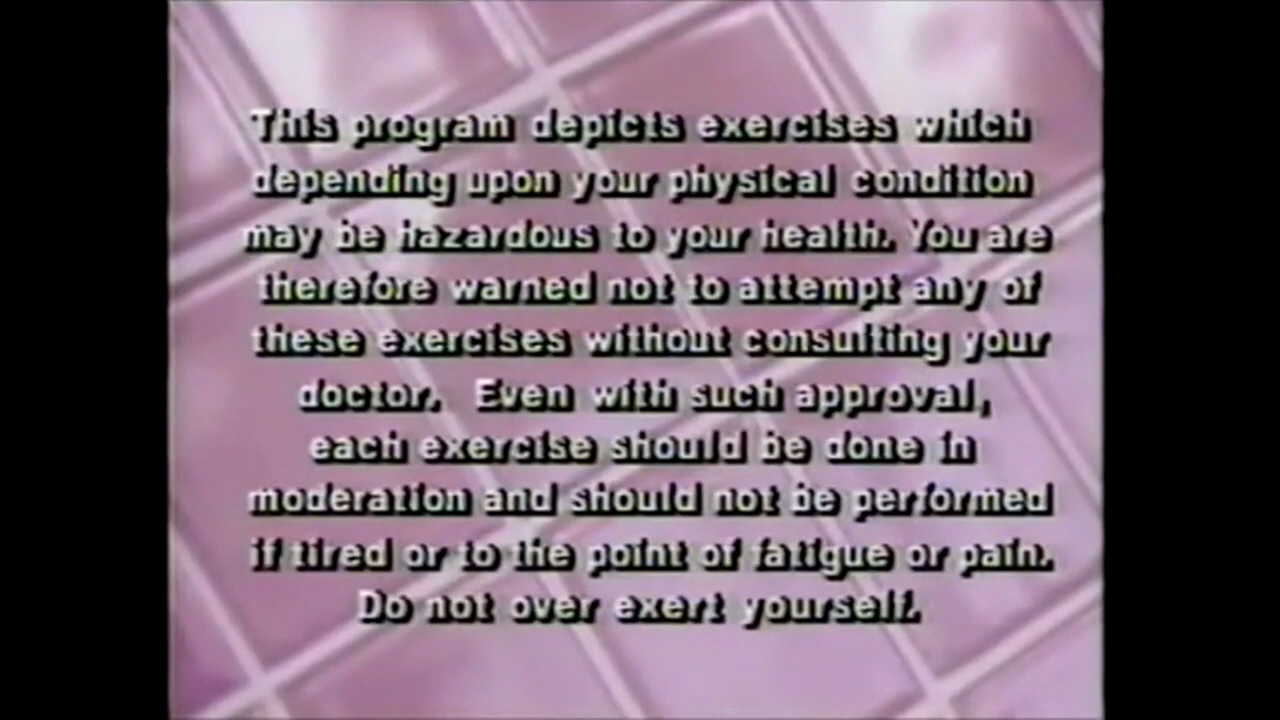 This program depicts exercises which
depending upon your physical condition
may be hazardous to your health. You are
therefore warned not to attempt any of
these exercises without consulting your
doctor. Even with such approval,
each exercise should be done in
moderation and should not be performed
if tired or to the point of fatigue or pain.
Do not over exert yourself.